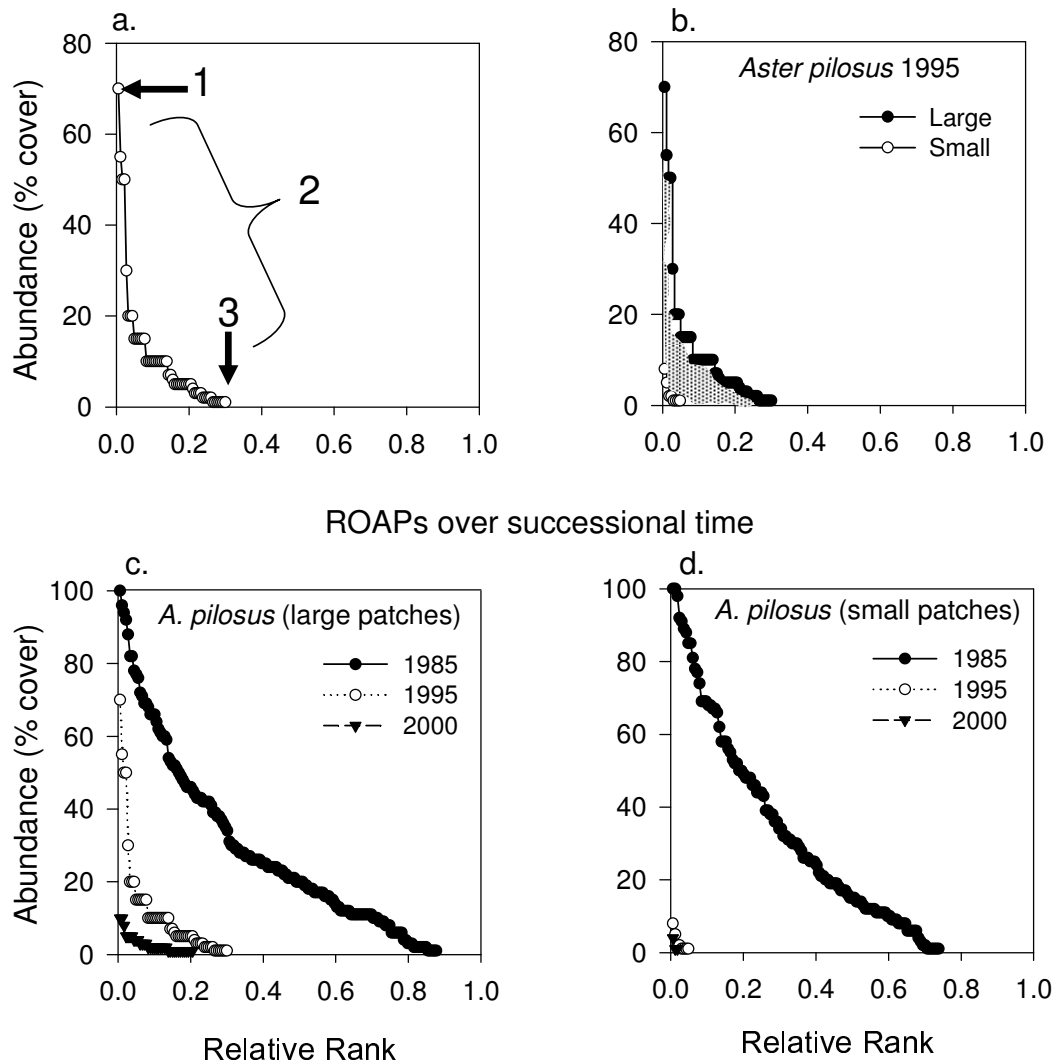 a.
Abundance (% cover)
80
60
40
20
0
1
2
3
0.0 0.2 0.4 0.6 0.8 1.0
b.
Aster pilosus 1995
Large
Small
80
60
40
20
0
0.0 0.2 0.4 0.6 0.8 1.0
ROAPs over successional time
c.
A. pilosus (large patches)
1985
1995
2000
Abundance (% cover)
100
80
60
40
20
0
0.0 0.2 0.4 0.6 0.8 1.0
Relative Rank
d.
A. pilosus (small patches)
1985
1995
2000
100
80
60
40
20
0
0.0 0.2 0.4 0.6 0.8 1.0
Relative Rank